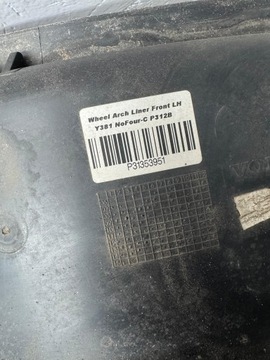 Wheel Arch Liner Front LH
Y381 NoFour-C P312B
P31353951